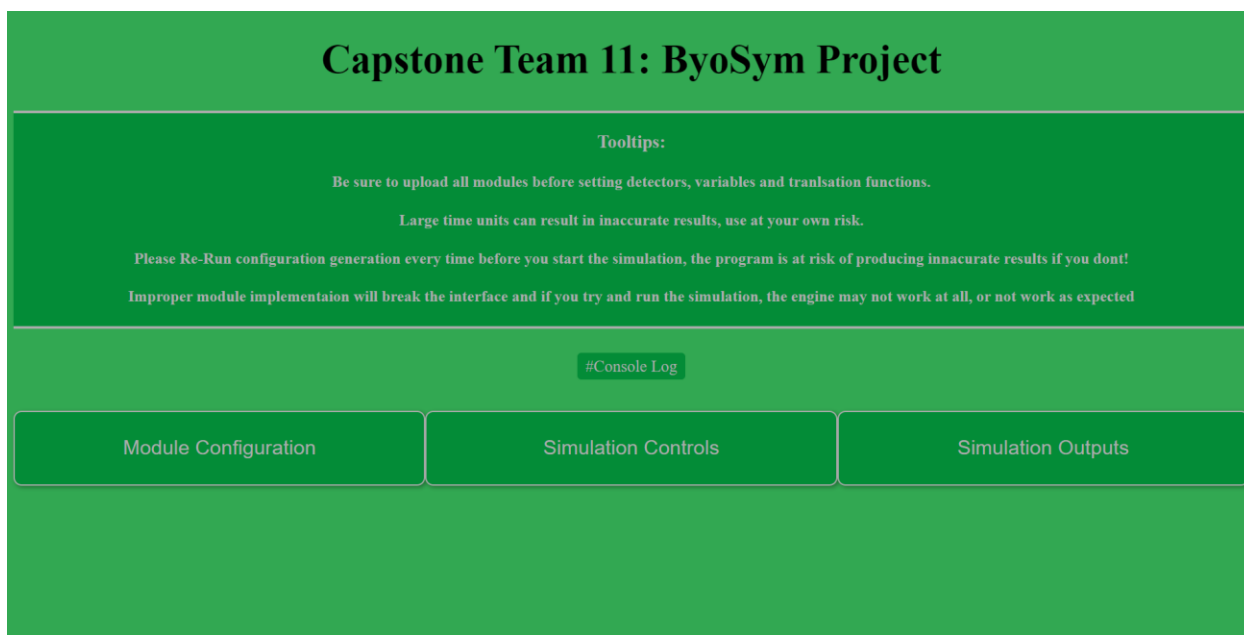 Capstone Team 11: ByoSym Project
Tooltips:
Be sure to upload all modules before setting detectors, variables and tranlsation functions.
Large time units can result in inaccurate results, use at your own risk.
Please Re-Run configuration generation every time before you start the simulation, the program is at risk of producing innacurate results if you dont!
Improper module implementaion will break the interface and if you try and run the simulation, the engine may not work at all, or not work as expected
#Console Log
Module Configuration
Simulation Controls
Simulation Outputs